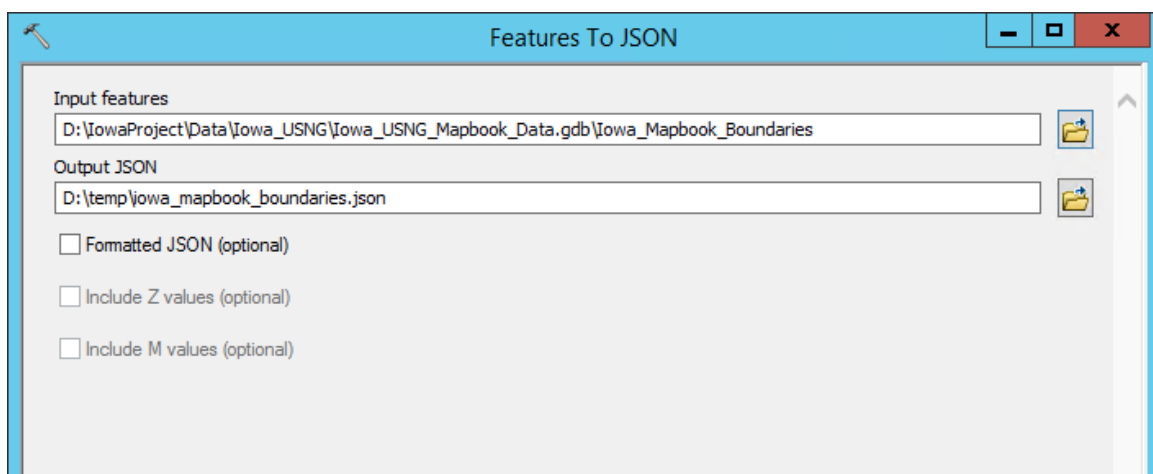 Features To JSON
Input features
D:\IowaProject\Data\Iowa_USNG\Iowa_USNG_Mapbook_Data.gdb\Iowa_Mapbook_Boundaries
Output JSON
D:\temp\iowa_mapbook_boundaries.json
Formatted JSON (optional)
Include Z values (optional)
Include M values (optional)